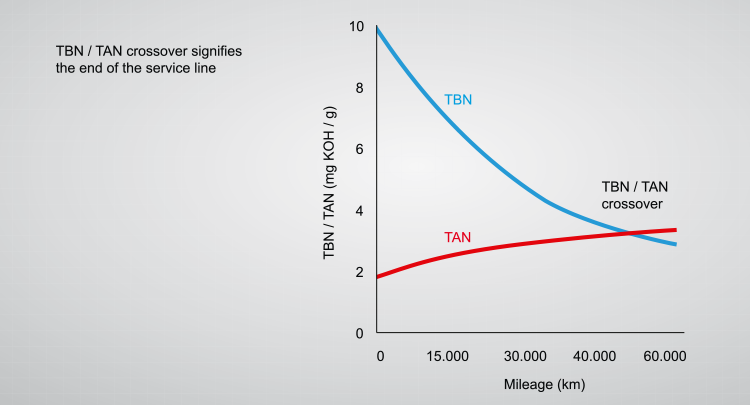 TBN / TAN crossover signifies
the end of the service line
10
8
6
4
2
0
TBN / TAN (mg KOH / g)
TBN
TAN
TBN / TAN
crossover
0 15.000 30.000 40.000 60.000
Mileage (km)